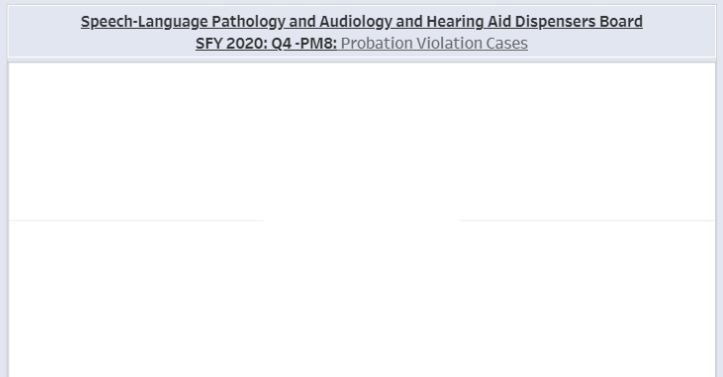 Speech-Language Pathology and Audiology and Hearing Aid Dispensers Board
SFY 2020: Q4 -PM8: Probation Violation Cases